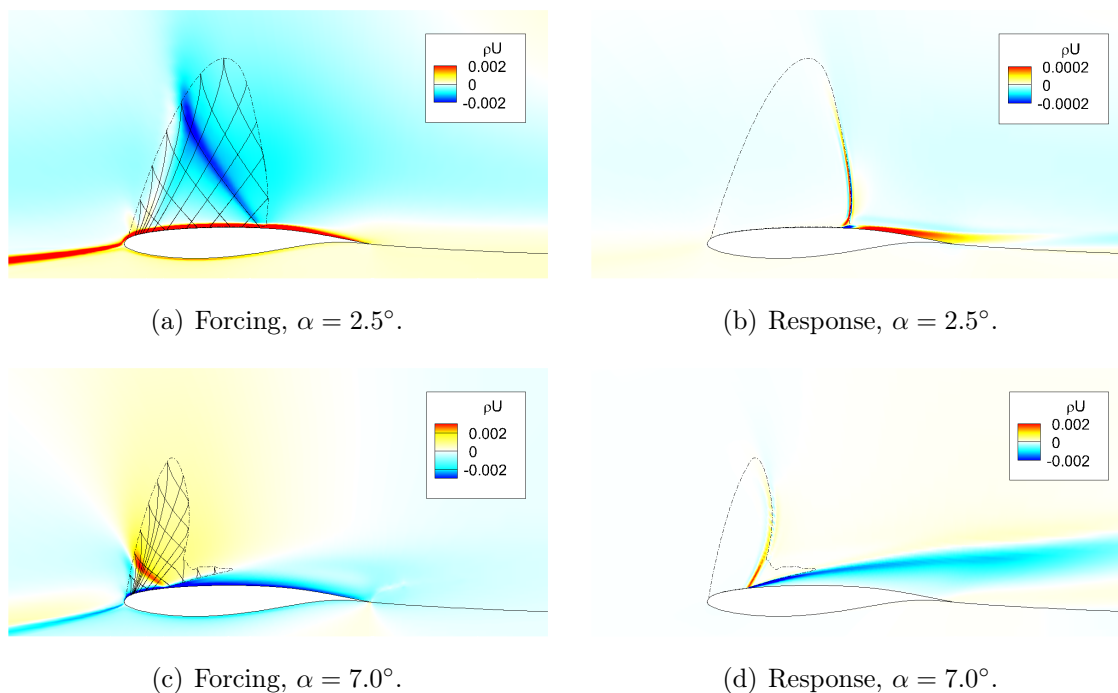 ρU
0.002
0
-0.002
ρU
0.0002
0
-0.0002
(a) Forcing, α = 2.5°.
(b) Response, α = 2.5°.
ρU
0.002
0
-0.002
ρU
0.002
0
-0.002
(c) Forcing, α = 7.0°.
(d) Response, α = 7.0°.